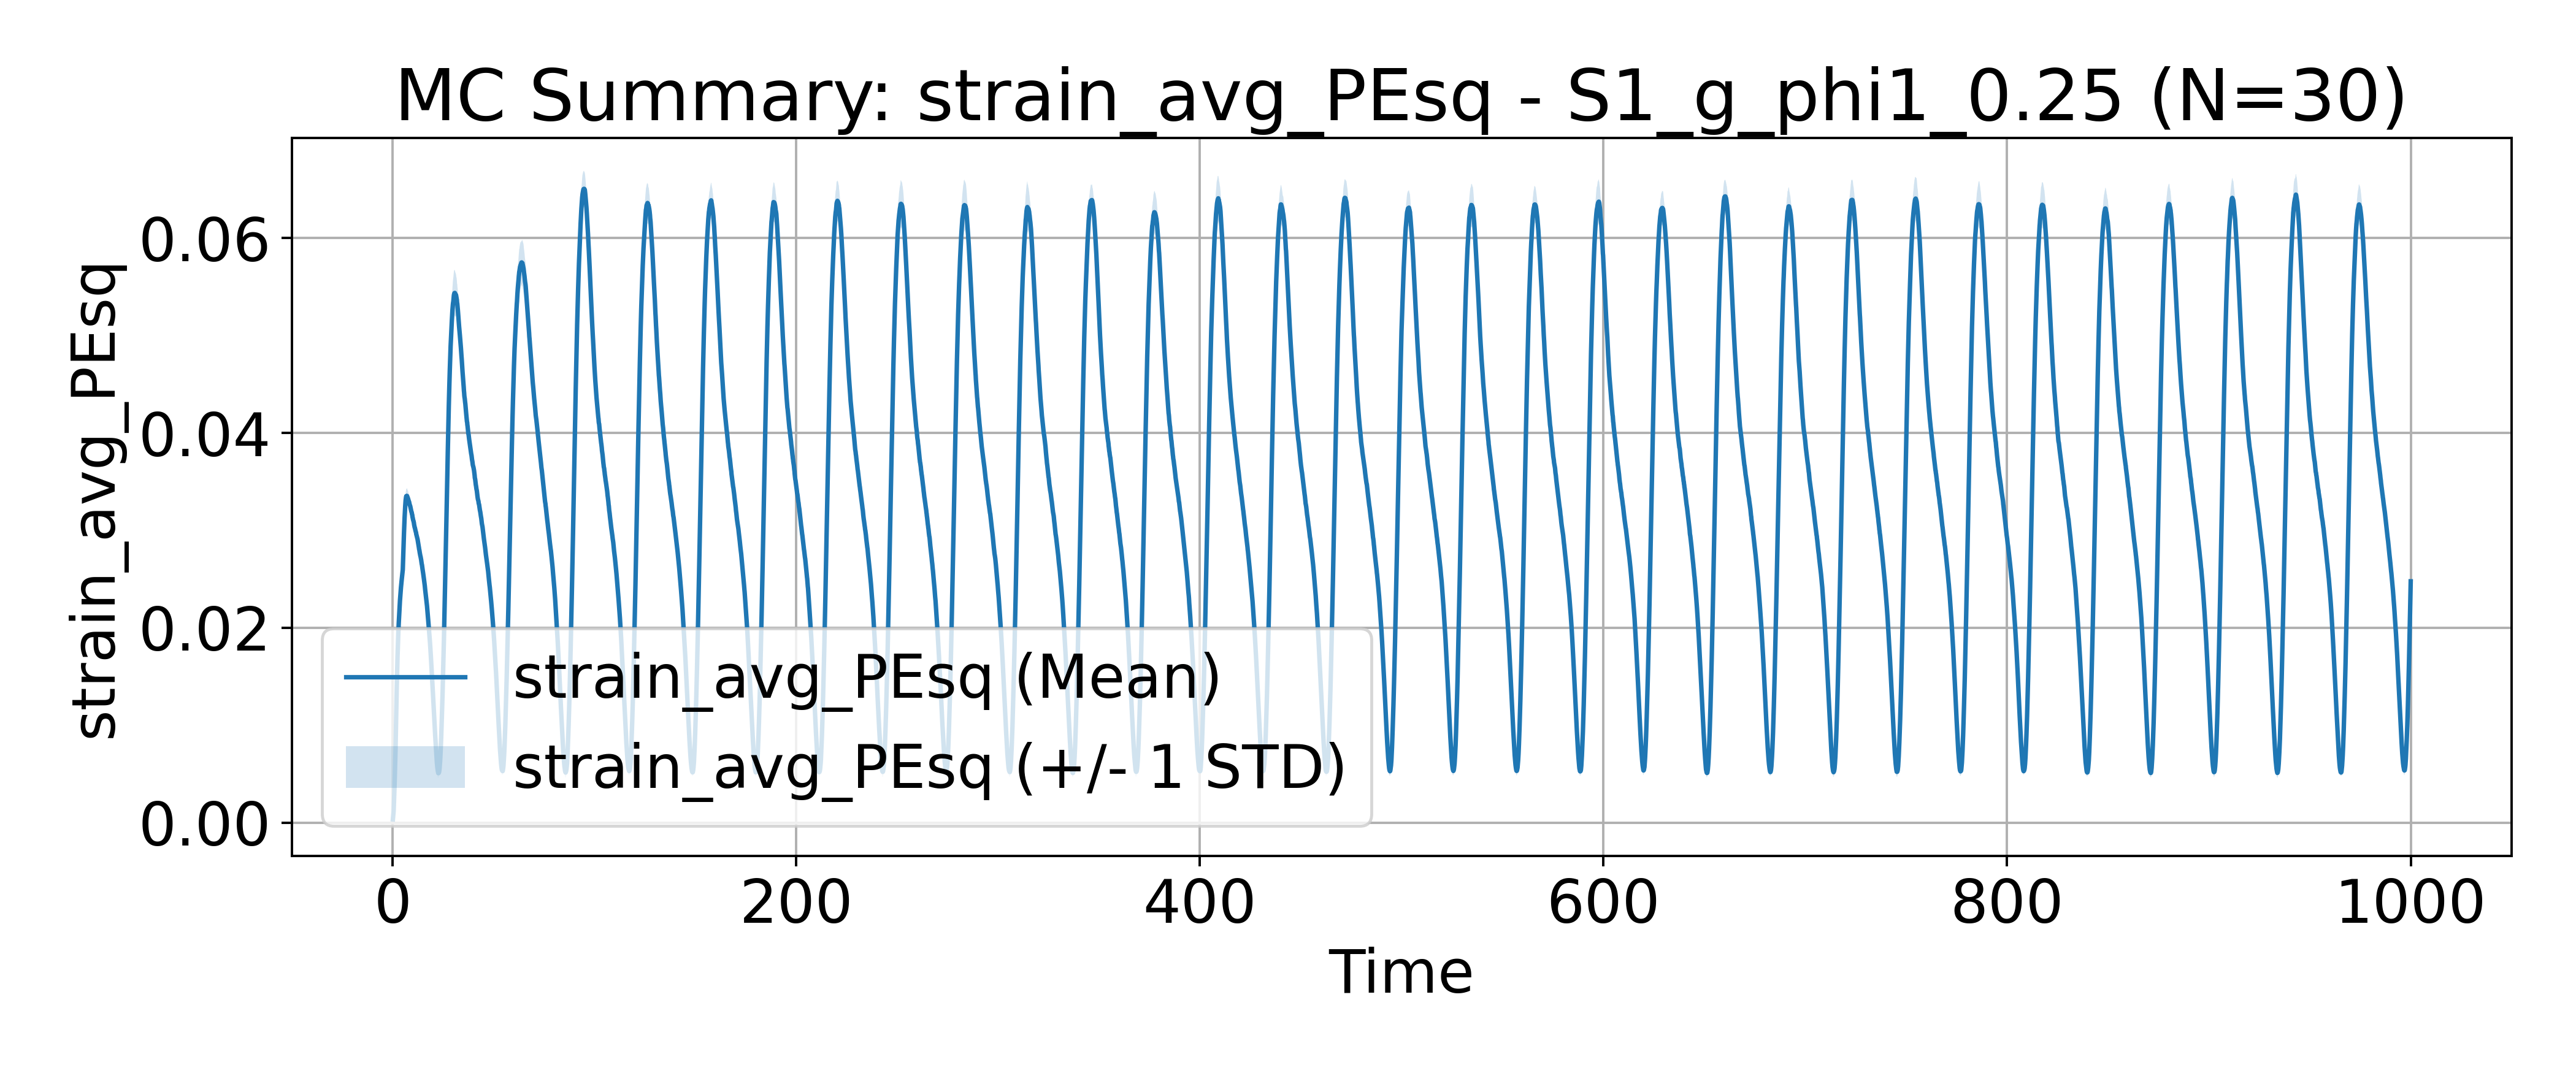 MC Summary: strain_avg_PEsq - S1_g_phi1_0.25 (N=30)
strain_avg_PEsq
0.06
0.04
0.02
0.00
strain_avg_PEsq (Mean)
strain_avg_PEsq (+/- 1 STD)
0 200 400 600 800 1000
Time